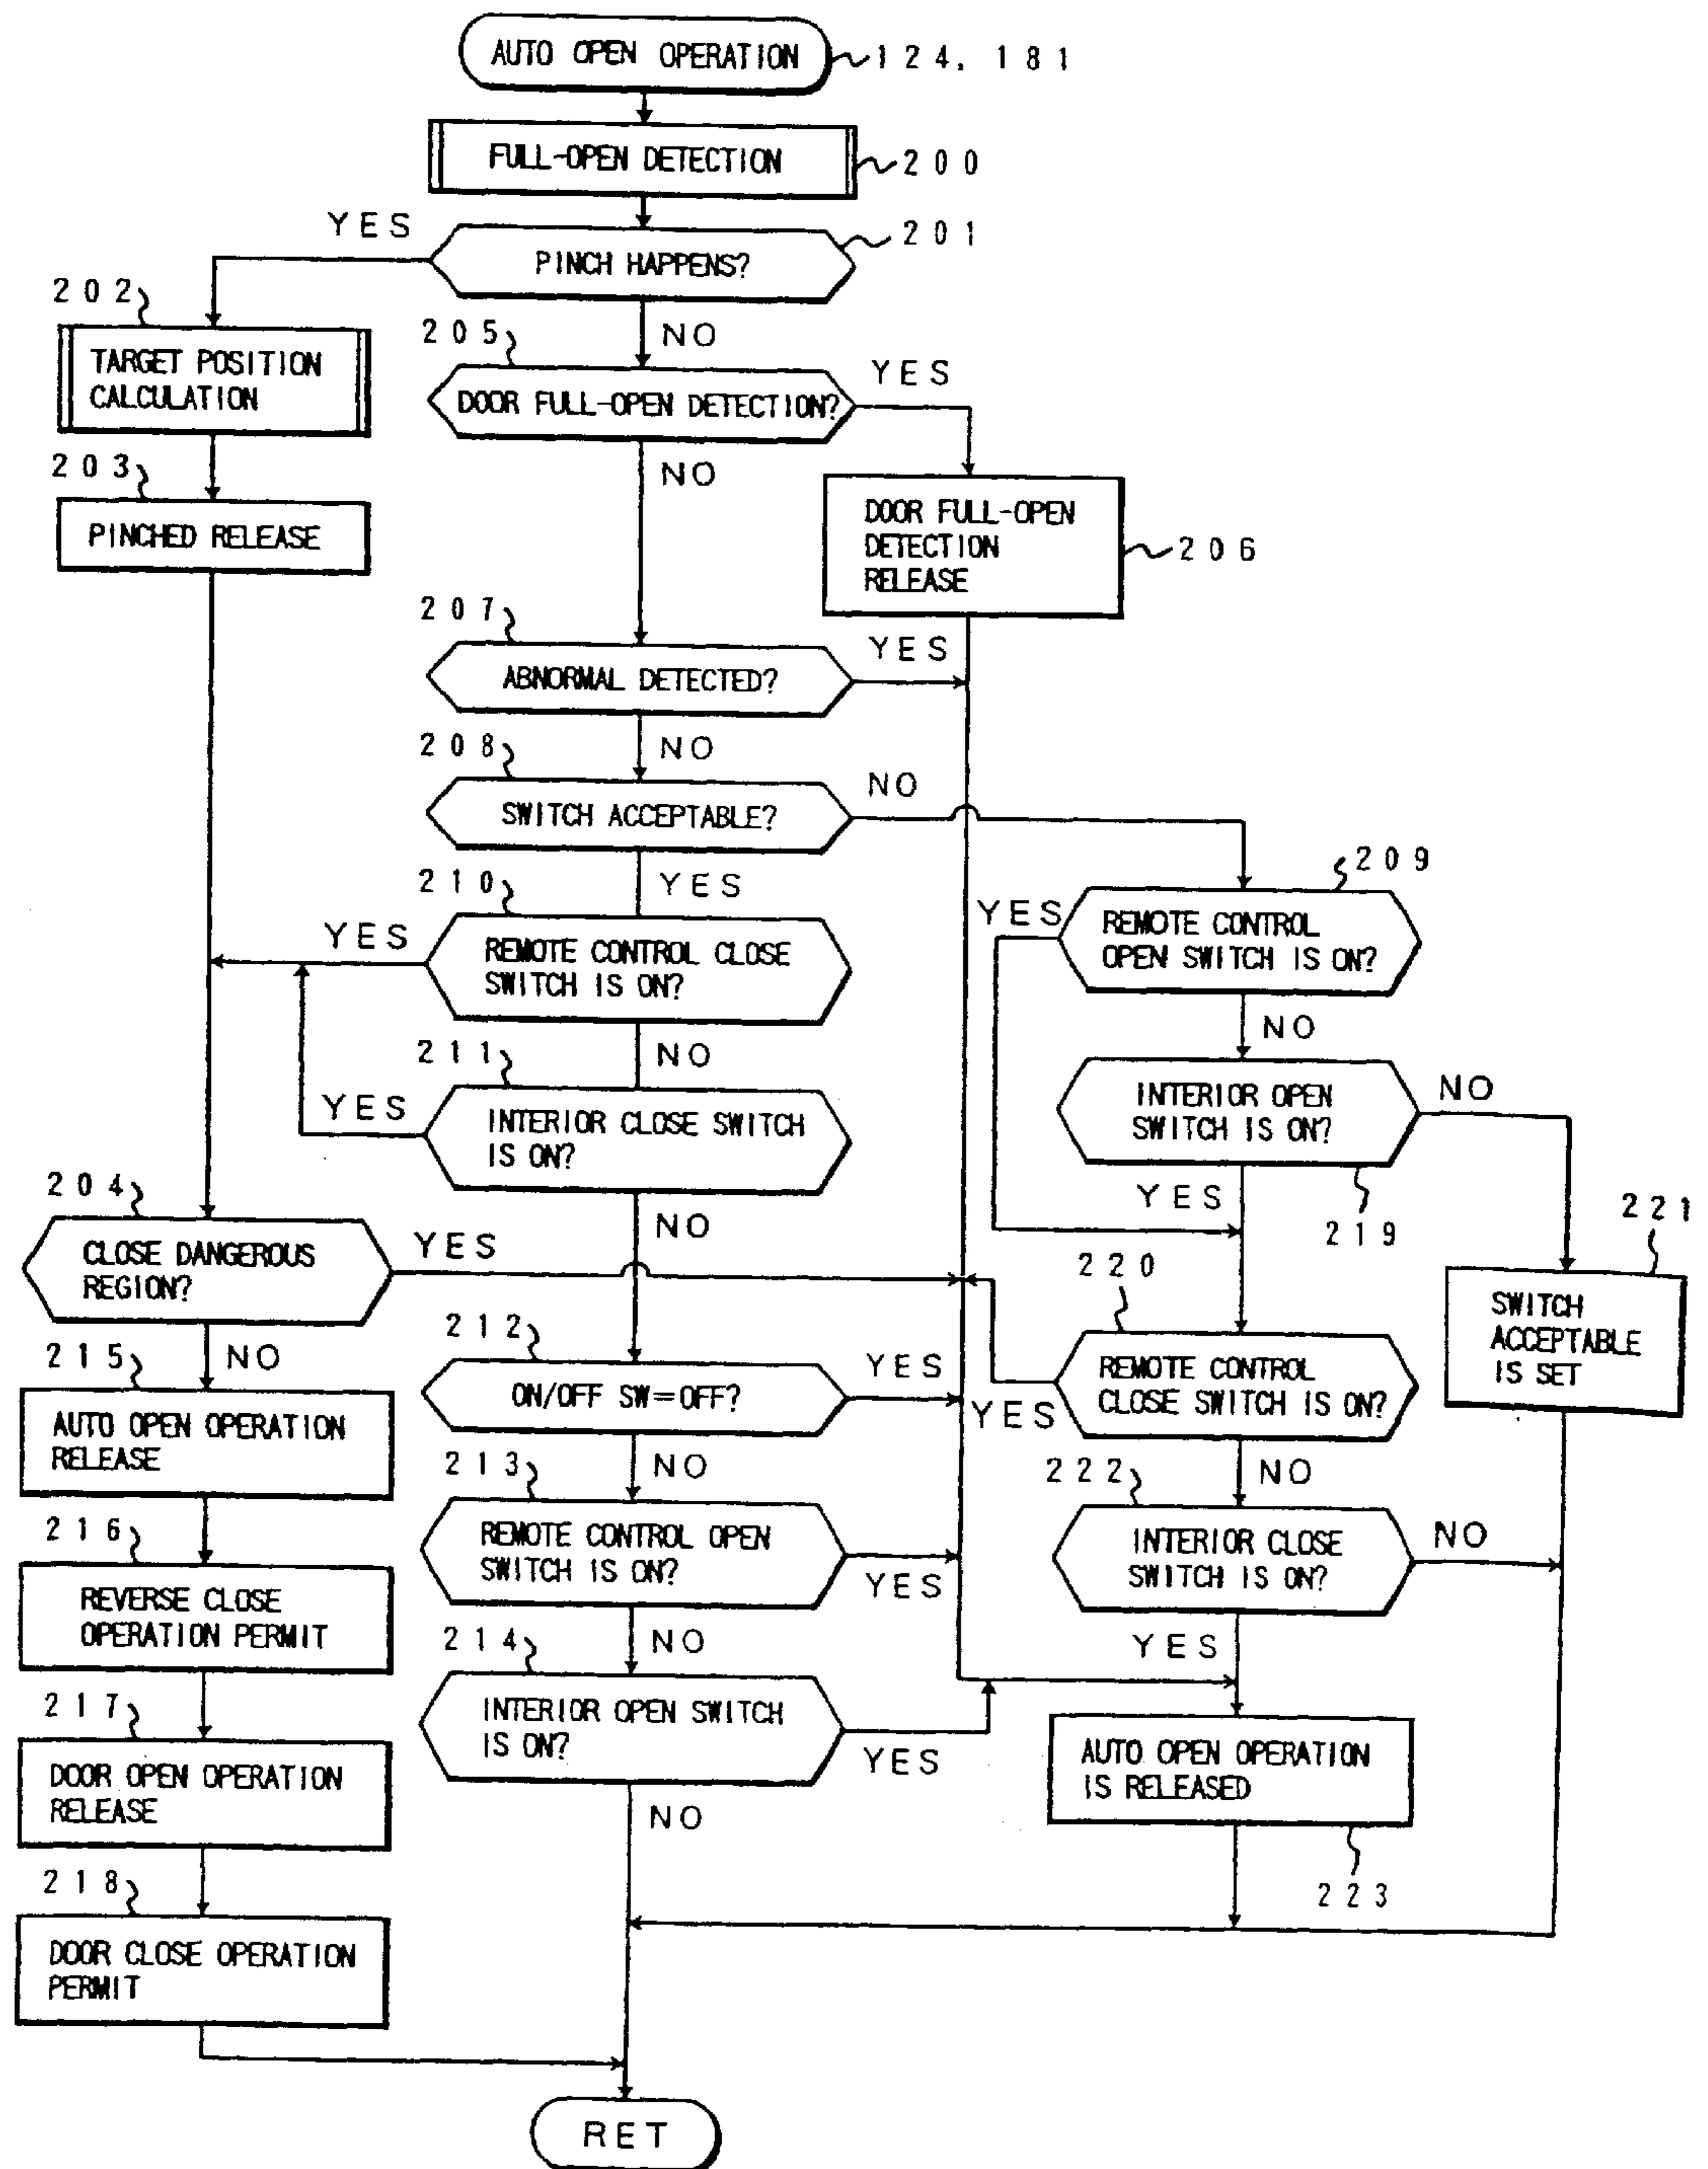 AUTO OPEN OPERATION
124, 181
FULL-OPEN DETECTION
200
YES
201
PINCH HAPPENS?
202
NO
205
TARGET POSITION
CALCULATION
YES
DOOR FULL-OPEN DETECTION?
203
NO
PINCHED RELEASE
DOOR FULL-OPEN
DETECTION
RELEASE
206
207
YES
ABNORMAL DETECTED?
208
NO
NO
SWITCH ACCEPTABLE?
209
210
YES
YES
YES
REMOTE CONTROL CLOSE
SWITCH IS ON?
REMOTE CONTROL
OPEN SWITCH IS ON?
211
NO
NO
YES
INTERIOR CLOSE SWITCH
IS ON?
INTERIOR OPEN
SWITCH IS ON?
NO
204
NO
YES
219
221
CLOSE DANGEROUS
REGION?
YES
220
SWITCH
ACCEPTABLE
IS SET
212
215
NO
YES
ON/OFF SW=OFF?
REMOTE CONTROL
CLOSE SWITCH IS ON?
YES
AUTO OPEN OPERATION
RELEASE
213
NO
222
NO
216
REMOTE CONTROL OPEN
SWITCH IS ON?
YES
INTERIOR CLOSE
SWITCH IS ON?
NO
REVERSE CLOSE
OPERATION PERMIT
214
NO
YES
217
INTERIOR OPEN SWITCH
IS ON?
YES
AUTO OPEN OPERATION
IS RELEASED
DOOR OPEN OPERATION
RELEASE
NO
218
223
DOOR CLOSE OPERATION
PERMIT
RET